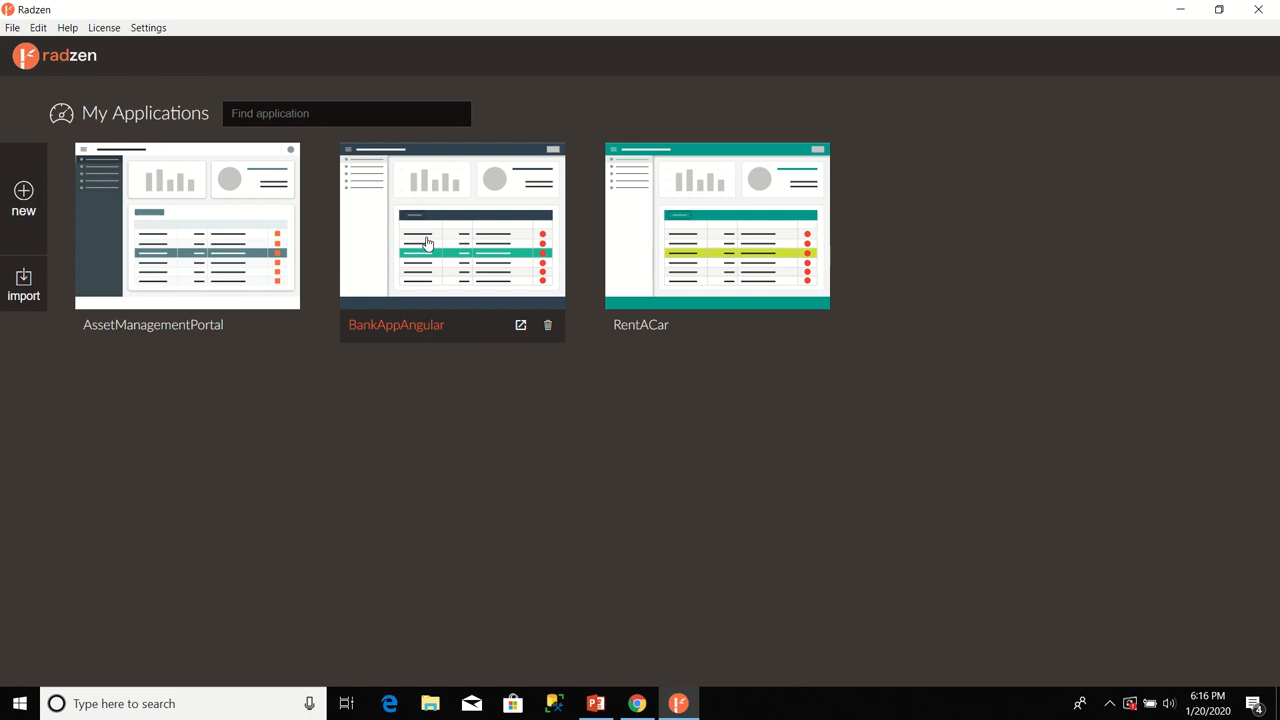 Radzen
File Edit Help License Settings
radzen
My Applications Find application
new
import
AssetManagementPortal
BankAppAngular
RentACar
Type here to search
6:16 PM
1/20/2020
4